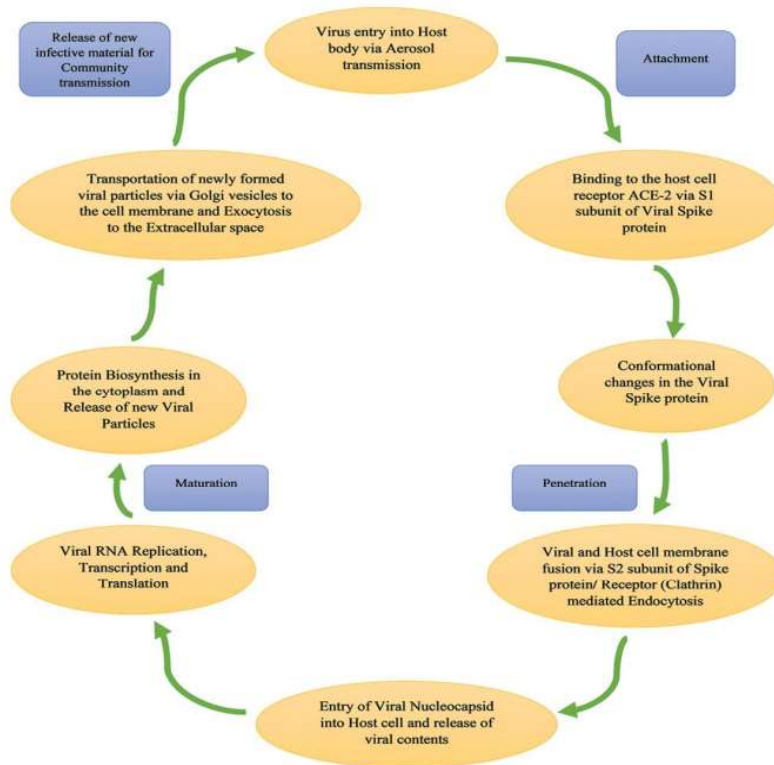 Virus entry into Host
body via Aerosol
transmission
Attachment
Binding to the host cell
receptor ACE-2 via S1
subunit of Viral Spike
protein
Conformational
changes in the Viral
Spike protein
Penetration
Viral and Host cell membrane
fusion via S2 subunit of Spike
protein/ Receptor (Clathrin)
mediated Endocytosis
Entry of Viral Nucleocapsid
into Host cell and release of
viral contents
Viral RNA Replication,
Transcription and
Translation
Maturation
Protein Biosynthesis in
the cytoplasm and
Release of new Viral
Particles
Transportation of newly formed
viral particles via Golgi vesicles to
the cell membrane and Exocytosis
to the Extracellular space
Release of new
infective material for
Community
transmission